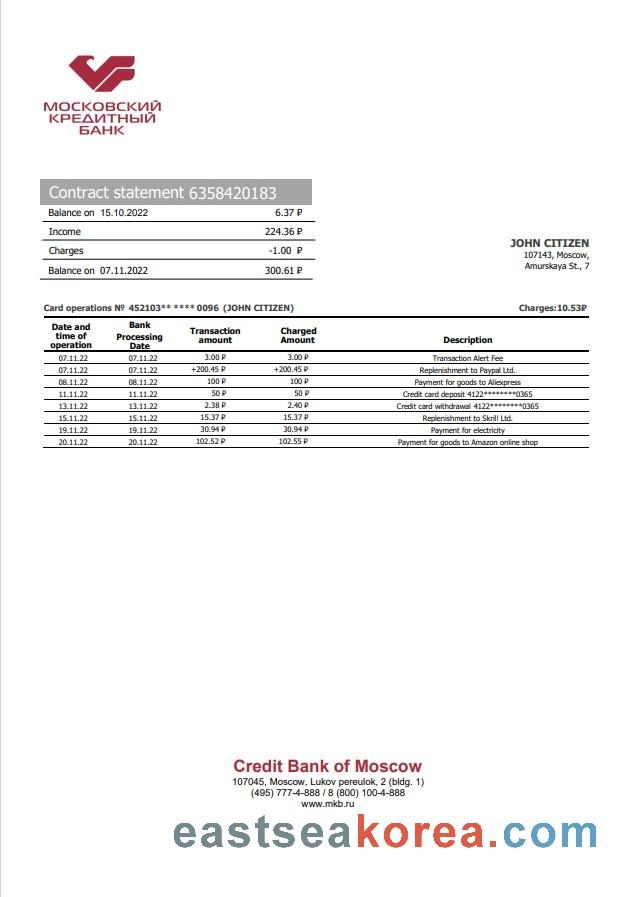 МОСКОВСКИЙ
КРЕДИТНЫЙ
БАНК
Contract statement 6358420183
Balance on 15.10.2022 6.37 ₽
Income 224.36 ₽
Charges -1.00 ₽
Balance on 07.11.2022 300.61 ₽
JOHN CITIZEN
107143, Moscow,
Amurskaya St., 7
Card operations № 452103** **** 0096 (JOHN CITIZEN) Charges:10.53₽
Date and time of operation Bank Processing Date Transaction amount Charged Amount Description
07.11.22 07.11.22 3.00 ₽ 3.00 ₽ Transaction Alert Fee
07.11.22 07.11.22 +200.45 ₽ +200.45 ₽ Replenishment to Paypal Ltd.
08.11.22 08.11.22 100 ₽ 100 ₽ Payment for goods to Aliexpress
11.11.22 11.11.22 50 ₽ 50 ₽ Credit card deposit 4122********0365
13.11.22 13.11.22 2.38 ₽ 2.40 ₽ Credit card withdrawal 4122********0365
15.11.22 15.11.22 15.37 ₽ 15.37 ₽ Replenishment to Skrill Ltd.
19.11.22 19.11.22 30.94 ₽ 30.94 ₽ Payment for electricity
20.11.22 20.11.22 102.52 ₽ 102.55 ₽ Payment for goods to Amazon online shop
Credit Bank of Moscow
107045, Moscow, Lukov pereulok, 2 (bldg. 1)
(495) 777-4-888 / 8 (800) 100-4-888
www.mkb.ru
eastseakorea.com